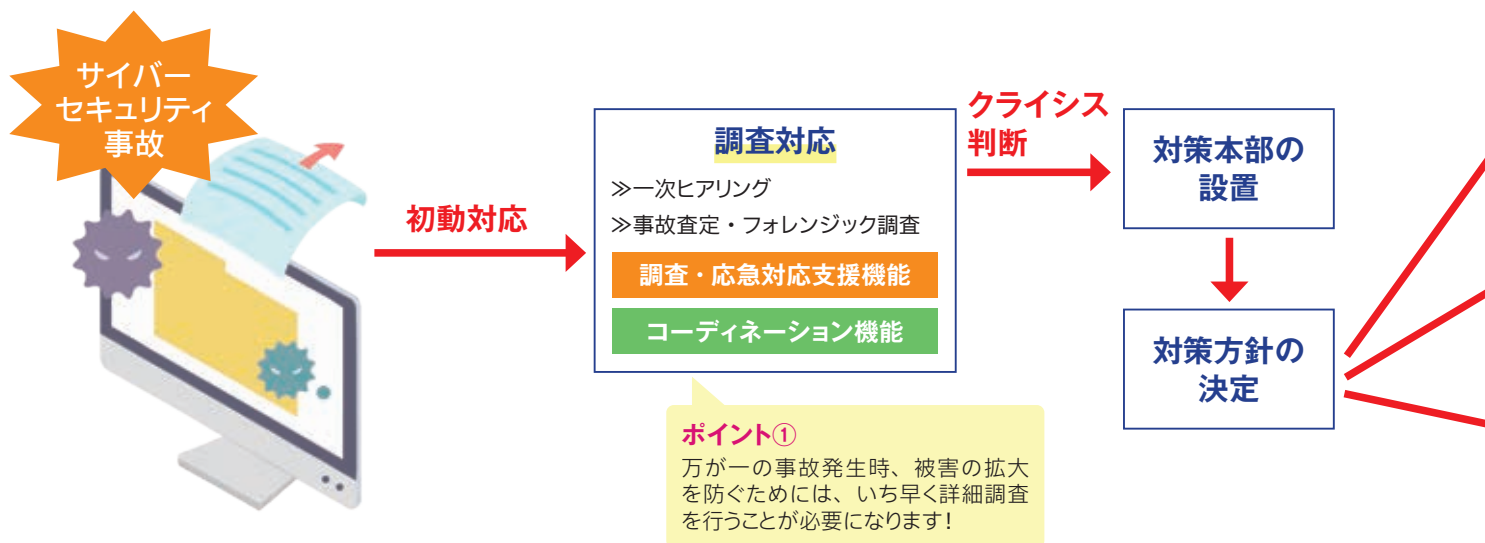 サイバー
セキュリティ
事故
初動対応
調査対応
≫一次ヒアリング
≫事故査定・フォレンジック調査
調査・応急対応支援機能
コーディネーション機能
ポイント①
万が一の事故発生時、被害の拡大
を防ぐためには、いち早く詳細調査
を行うことが必要になります!
クライシス
判断
対策本部の
設置
対策方針の
決定